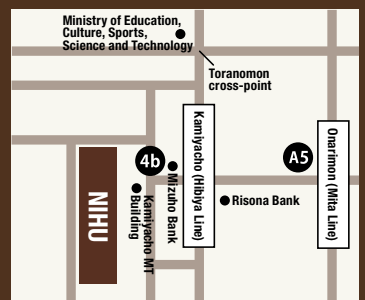 Ministry of Education,
Culture, Sports,
Science and Technology
Toranomon
cross-point
4b
Mizuho Bank
Kamiyacho (Hibiya Line)
A5
Onarimon (Mita Line)
NIHU
Kamiyacho MT
Building
Risona Bank